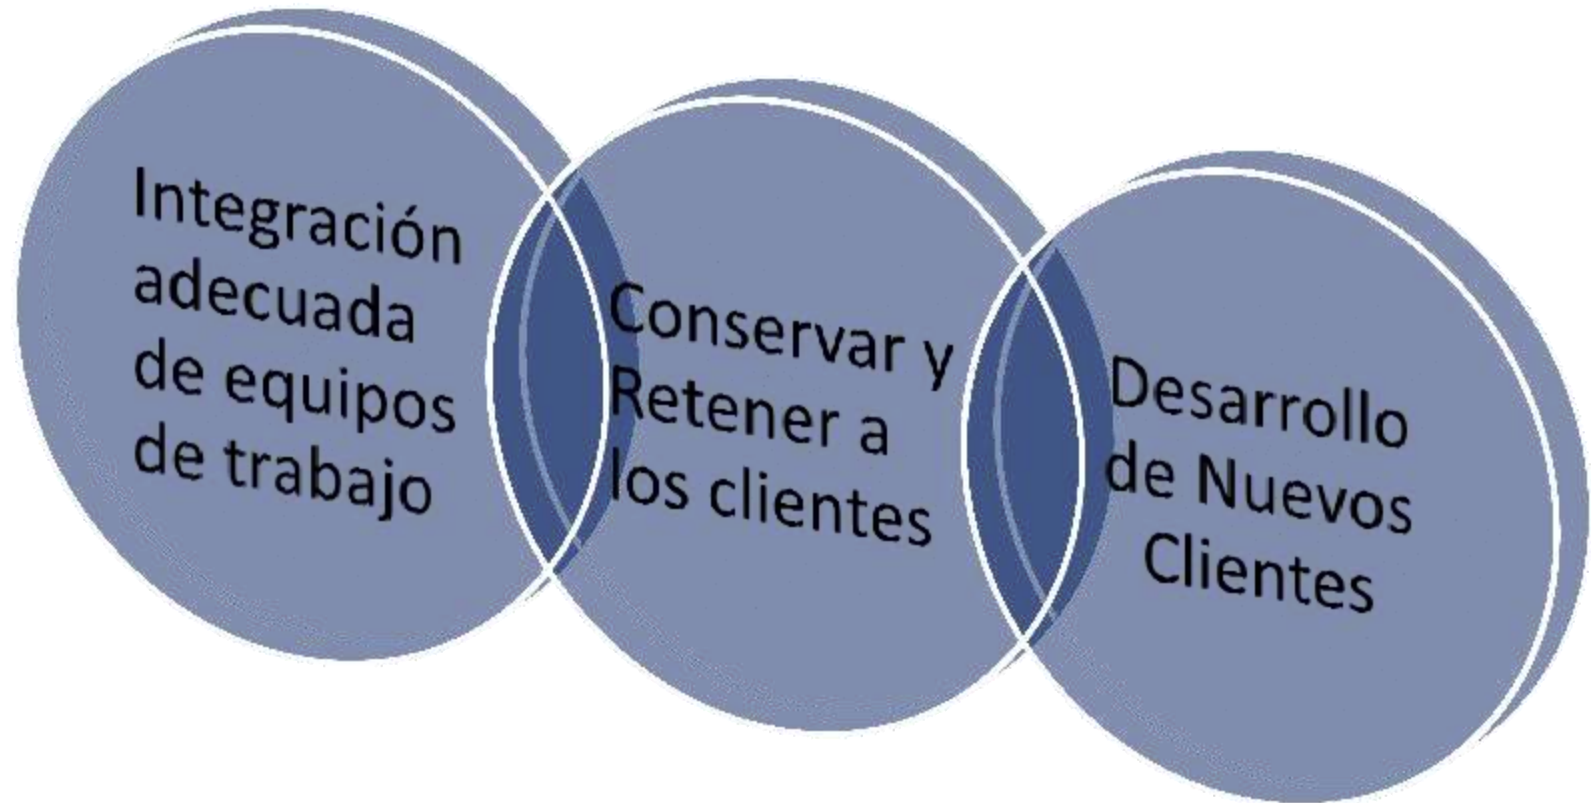 Integración
adecuada
de equipos
de trabajo
Conservar y
Retener a
los clientes
Desarrollo
de Nuevos
Clientes